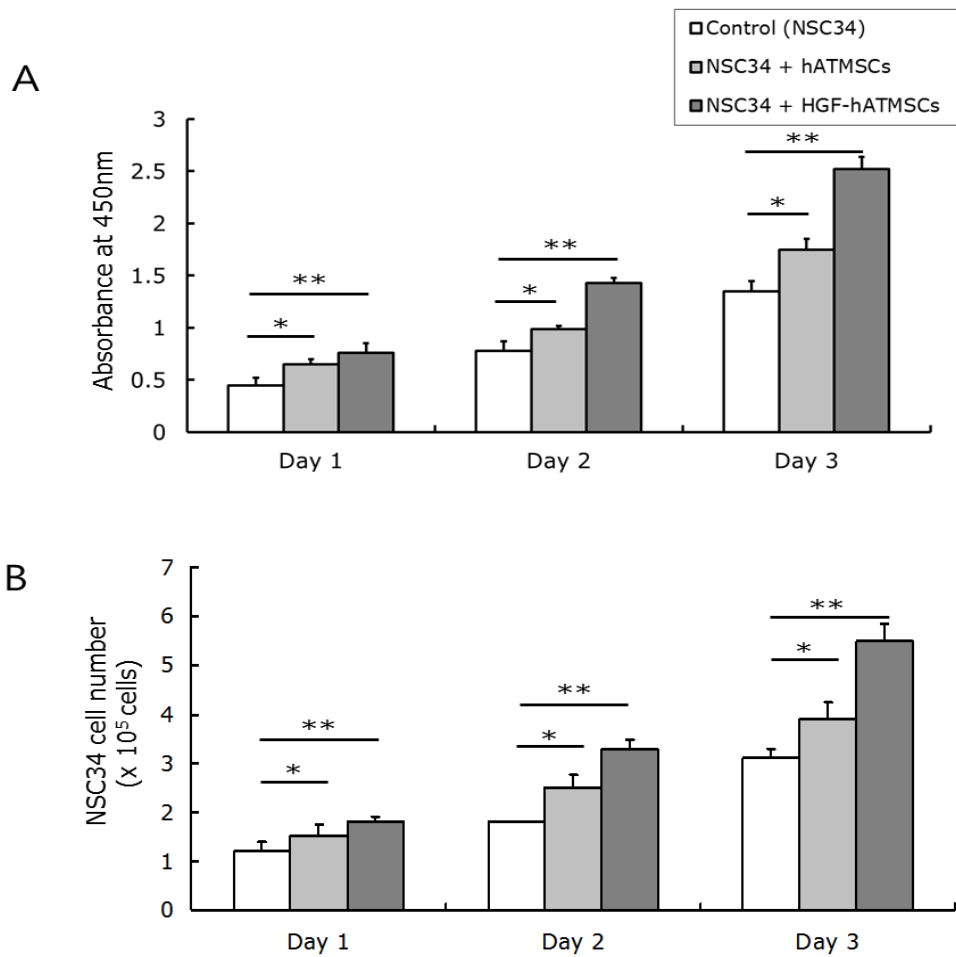 Control (NSC34)
NSC34 + hATMSCs
NSC34 + HGF-hATMSCs
A
Absorbance at 450nm
3
2.5
2
1.5
1
0.5
0
**
*
**
*
**
*
Day 1
Day 2
Day 3
B
NSC34 cell number
(x 10⁵ cells)
7
6
5
4
3
2
1
0
**
*
**
*
**
*
Day 1
Day 2
Day 3